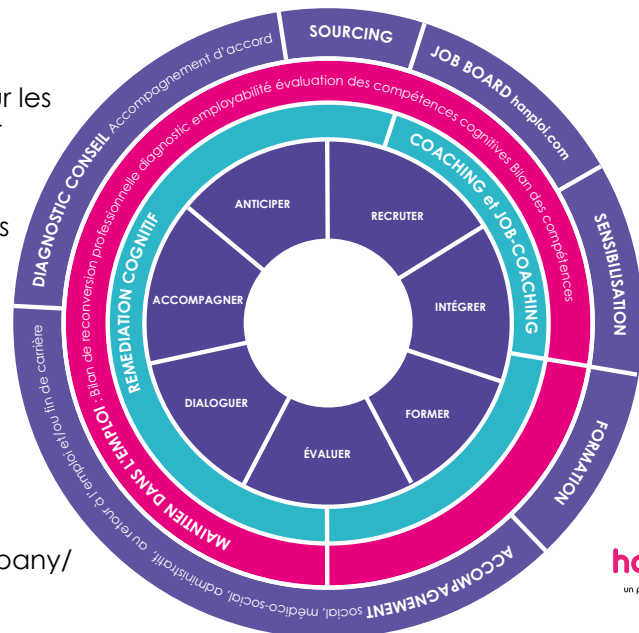 ur les
s
pany/
DIAGNOSTIC CONSEIL Accompagnement d'accord
SOURCING
JOB BOARD hanploi.com
SENSIBILISATION
FORMATION
ACCOMPAGNEMENT social, médico-social, administratif, au retour à l'emploi et/ou fin de carrière
MAINTIEN DANS L'EMPLOI : Bilan de reconversion professionnelle diagnostic employabilité évaluation des compétences cognitives Bilan des compétences
REMEDIATION COGNITIF
COACHING et JOB-COACHING
ANTICIPER
RECRUTER
INTÉGRER
FORMER
ÉVALUER
DIALOGUER
ACCOMPAGNER
ha
un p